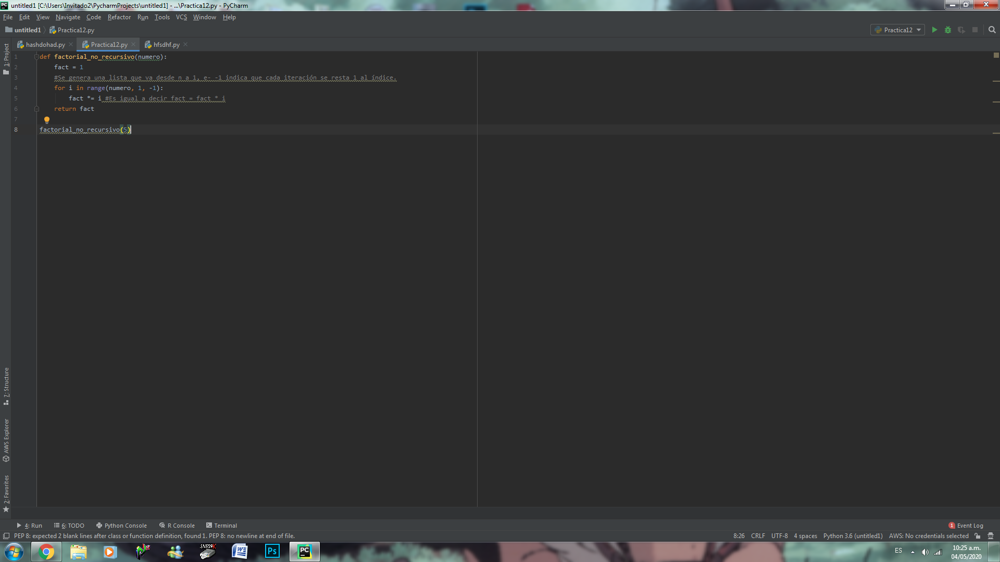 untitled1 [C:\Users\Invitado2\PycharmProjects\untitled1] - ...\Practica12.py - PyCharm
File Edit View Navigate Code Refactor Run Tools VCS Window Help
untitled1 Practica12.py
Practica12
hashdohad.py Practica12.py hfsdhf.py
1: Project
1 def factorial_no_recursivo(numero):
2 fact = 1
3 #Se genera una lista que va desde n a 1, e- -1 indica que cada iteración se resta 1 al índice.
4 for i in range(numero, 1, -1):
5 fact *= i #Es igual a decir fact = fact * i
6 return fact
7
8 factorial_no_recursivo(5)
7: Structure
AWS Explorer
2: Favorites
4: Run 6: TODO Python Console R Console Terminal
1 Event Log
PEP 8: expected 2 blank lines after class or function definition, found 1. PEP 8: no newline at end of file.
8:26 CRLF UTF-8 4 spaces Python 3.6 (untitled1) AWS: No credentials selected
SNES9X
W
Ps
PC
ES
10:25 a.m.
04/05/2020